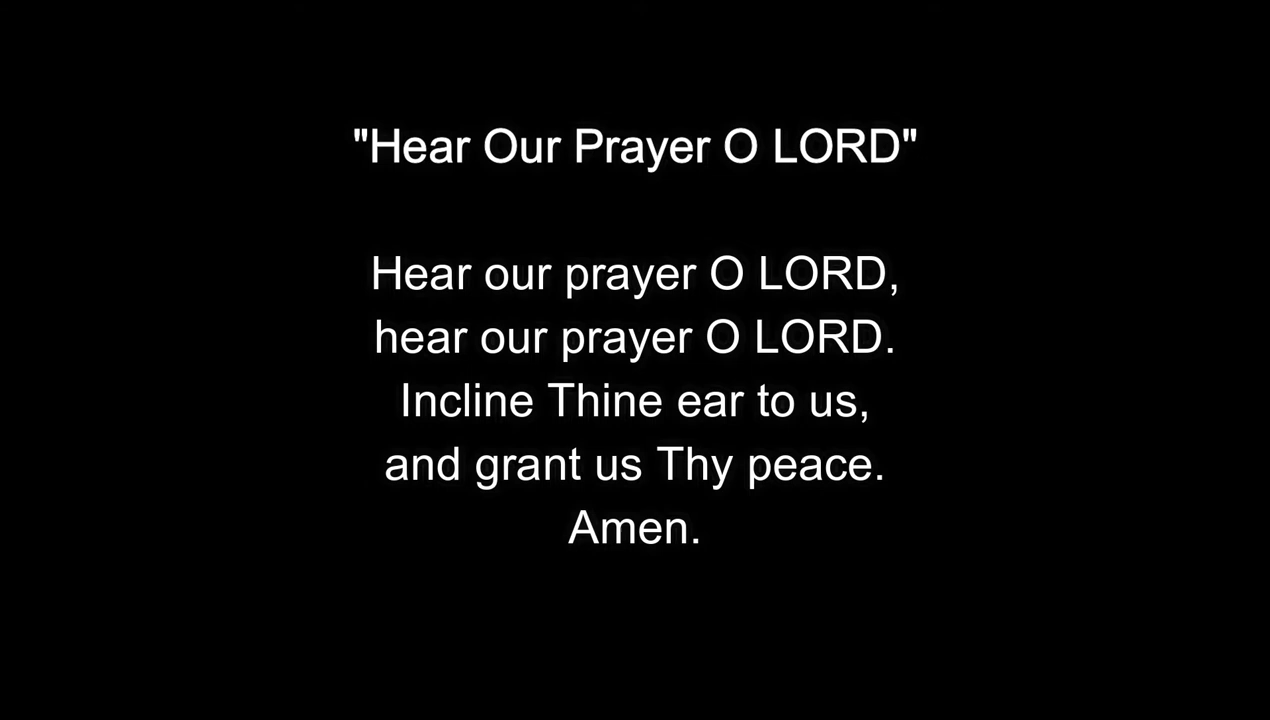 "Hear Our Prayer O LORD"
Hear our prayer O LORD,
hear our prayer O LORD.
Incline Thine ear to us,
and grant us Thy peace.
Amen.